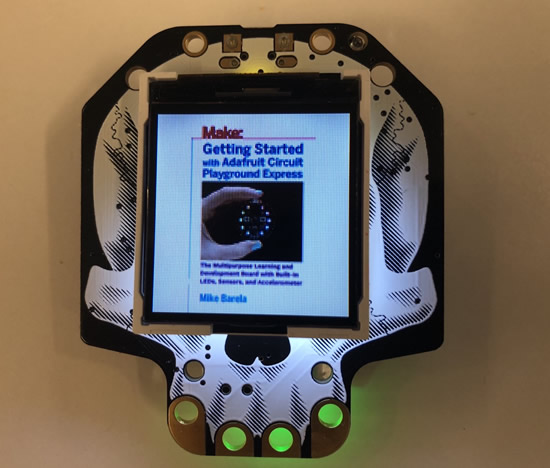 Make:
Getting Started
with Adafruit Circuit
Playground Express
The Multipurpose Learning and
Development Board with Built-in
LEDs, Sensors, and Accelerometer
Mike Barela